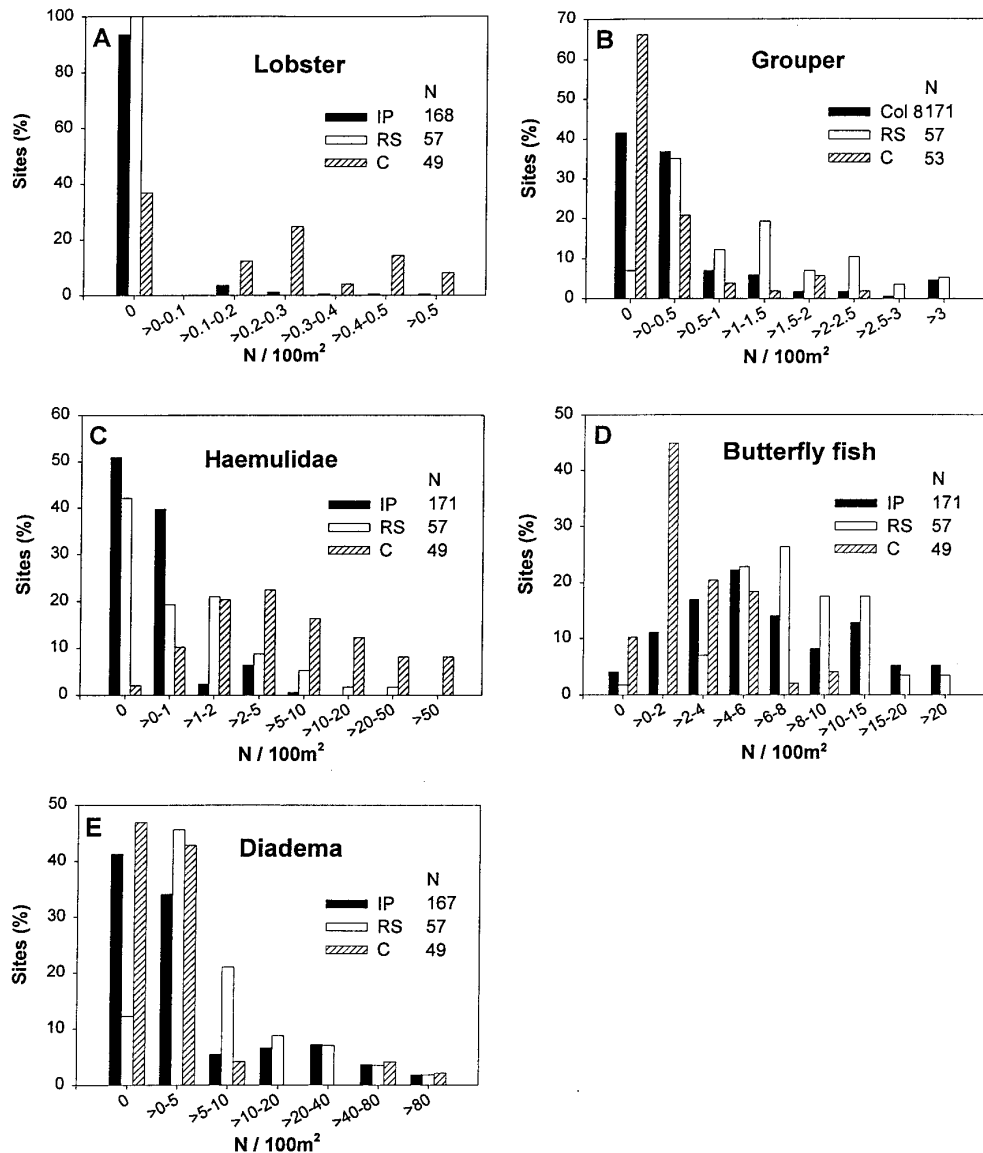 A
Lobster
N
IP 168
RS 57
C 49
Sites (%)
100
80
60
40
20
0
0 >0-0.1 >0.1-0.2 >0.2-0.3 >0.3-0.4 >0.4-0.5 >0.5
N / 100m²
B
Grouper
N
Col 8171
RS 57
C 53
Sites (%)
70
60
50
40
30
20
10
0
0 >0-0.5 >0.5-1 >1-1.5 >1.5-2 >2-2.5 >2.5-3 >3
N / 100m²
C
Haemulidae
N
IP 171
RS 57
C 49
Sites (%)
60
50
40
30
20
10
0
0 >0-1 >1-2 >2-5 >5-10 >10-20 >20-50 >50
N / 100m²
D
Butterfly fish
N
IP 171
RS 57
C 49
Sites (%)
50
40
30
20
10
0
0 >0-2 >2-4 >4-6 >6-8 >8-10 >10-15 >15-20 >20
N / 100m²
E
Diadema
N
IP 167
RS 57
C 49
Sites (%)
50
40
30
20
10
0
0 >0-5 >5-10 >10-20 >20-40 >40-80 >80
N / 100m²